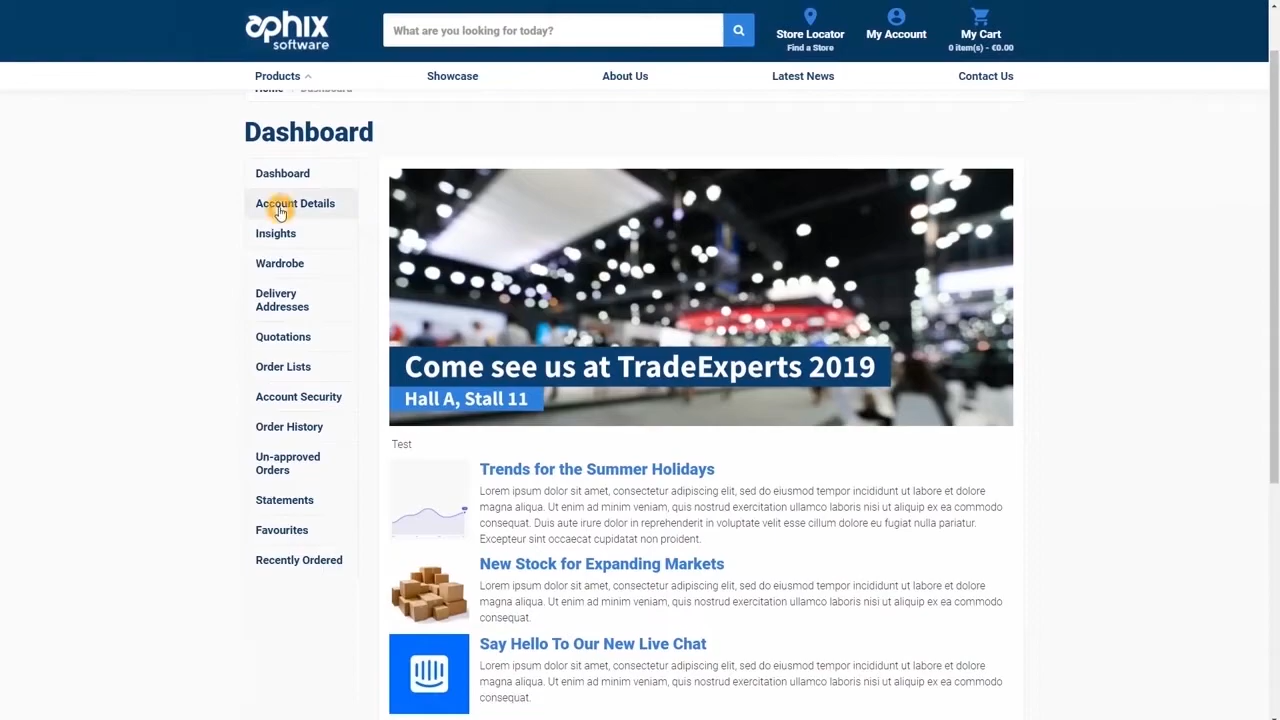 aphix
software
What are you looking for today?
Store Locator
Find a Store
My Account
My Cart
0 item(s) - €0.00
Products
Showcase
About Us
Latest News
Contact Us
Home
Dashboard
Dashboard
Dashboard
Account Details
Insights
Wardrobe
Delivery
Addresses
Quotations
Order Lists
Account Security
Order History
Un-approved
Orders
Statements
Favourites
Recently Ordered
Come see us at TradeExperts 2019
Hall A, Stall 11
Test
Trends for the Summer Holidays
Lorem ipsum dolor sit amet, consectetur adipiscing elit, sed do eiusmod tempor incididunt ut labore et dolore
magna aliqua. Ut enim ad minim veniam, quis nostrud exercitation ullamco laboris nisi ut aliquip ex ea commodo
consequat. Duis aute irure dolor in reprehenderit in voluptate velit esse cillum dolore eu fugiat nulla pariatur.
Excepteur sint occaecat cupidatat non proident.
New Stock for Expanding Markets
Lorem ipsum dolor sit amet, consectetur adipiscing elit, sed do eiusmod tempor incididunt ut labore et dolore
magna aliqua. Ut enim ad minim veniam, quis nostrud exercitation ullamco laboris nisi ut aliquip ex ea commodo
consequat.
Say Hello To Our New Live Chat
Lorem ipsum dolor sit amet, consectetur adipiscing elit, sed do eiusmod tempor incididunt ut labore et dolore
magna aliqua. Ut enim ad minim veniam, quis nostrud exercitation ullamco laboris nisi ut aliquip ex ea commodo
consequat.